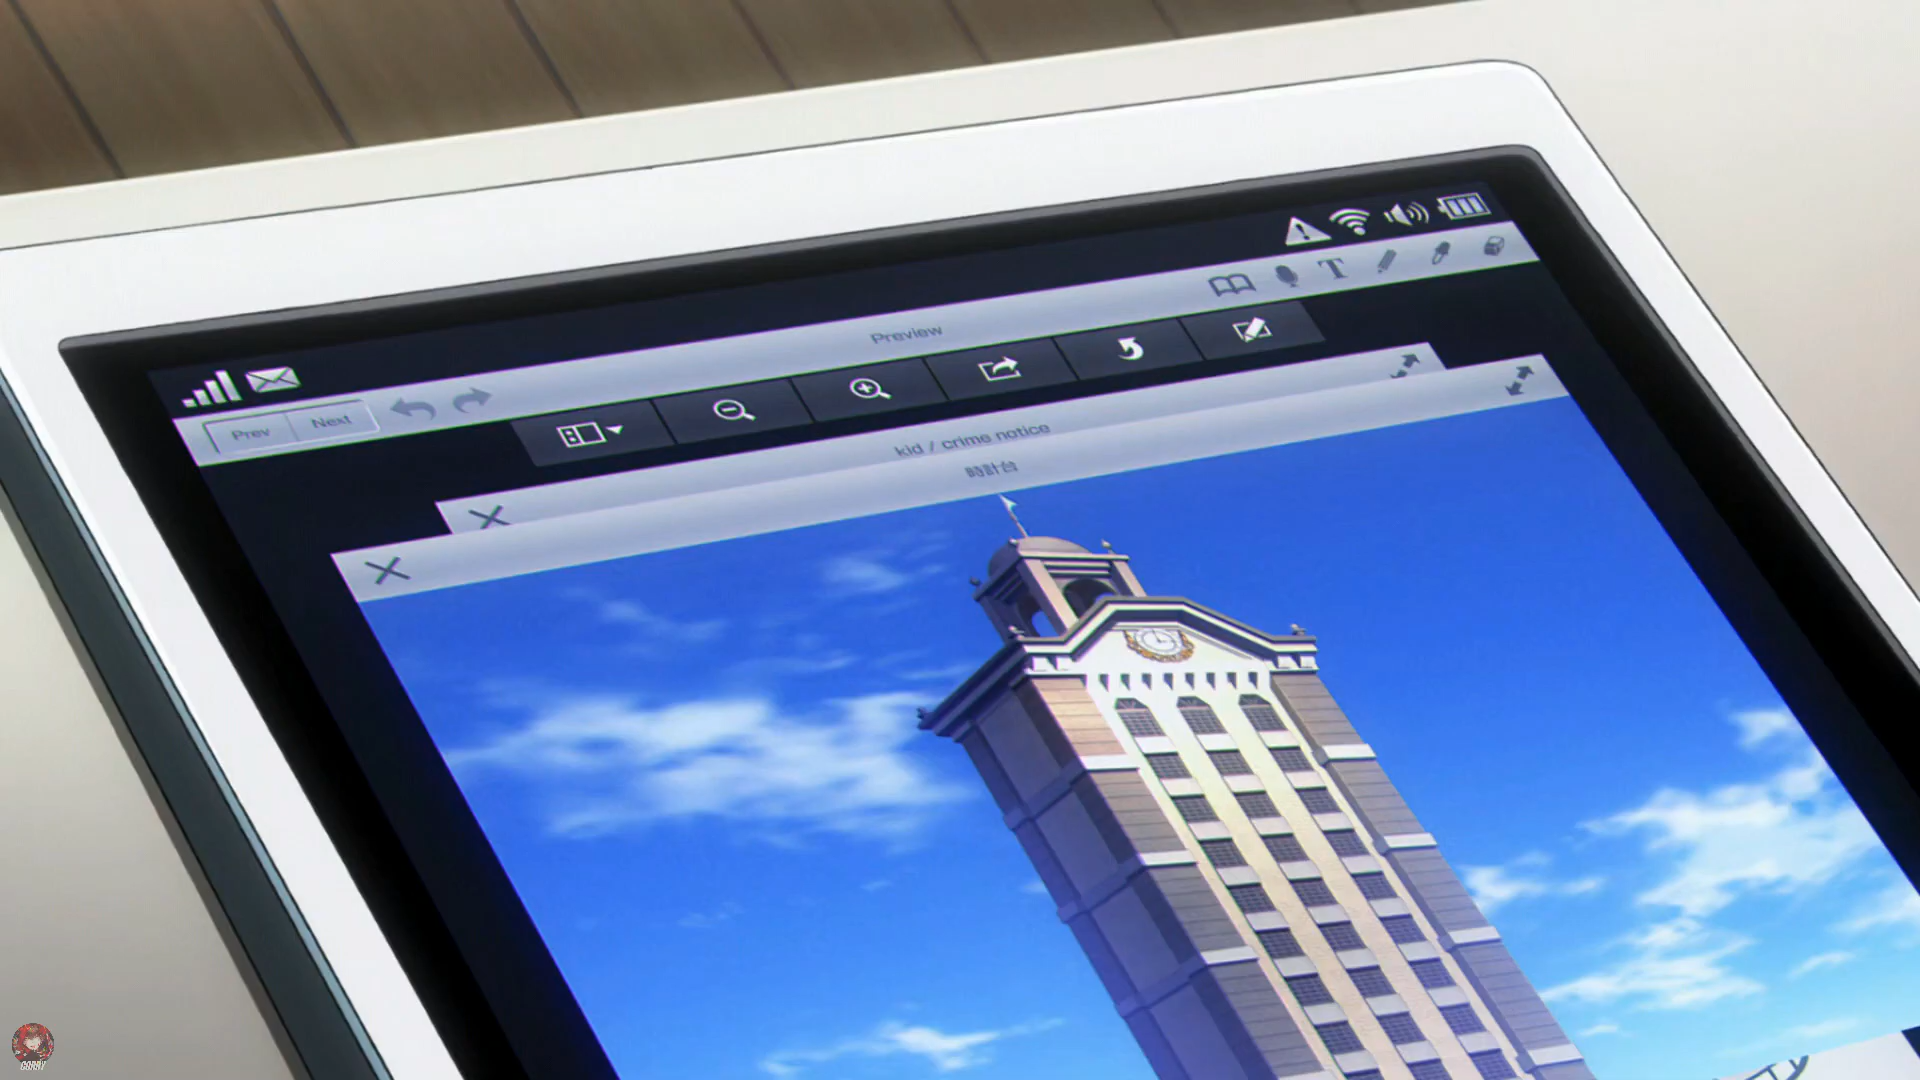 Preview
Prev Next
T
kid / crime notice
時計台